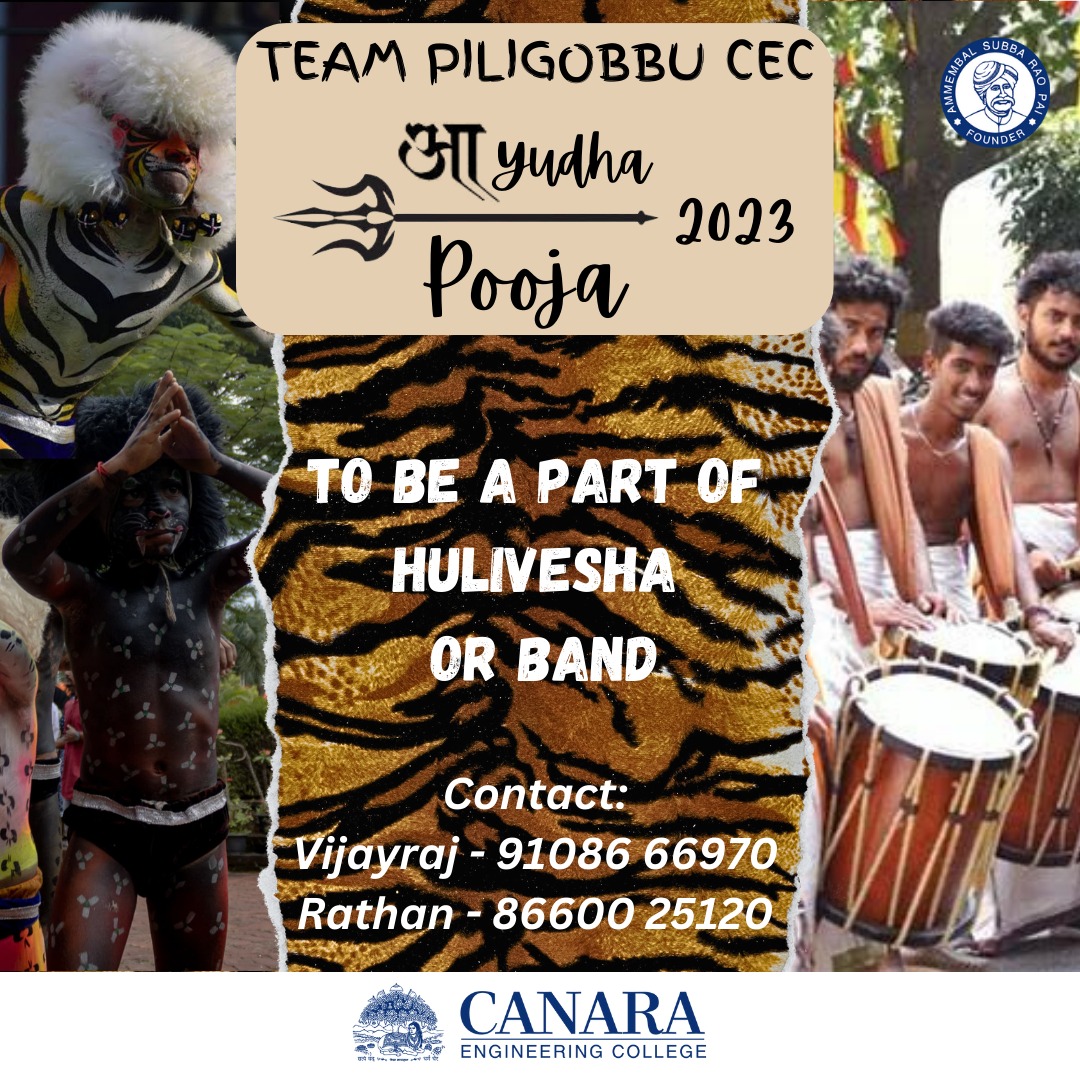 TEAM PILIGOBBU CEC
आyudha
2023
Pooja
AMMEMBAL SUBBA RAO PAI
FOUNDER
TO BE A PART OF
HULIVESHA
OR BAND
Contact:
Vijayraj - 91086 66970
Rathan - 86600 25120
CANARA
ENGINEERING COLLEGE